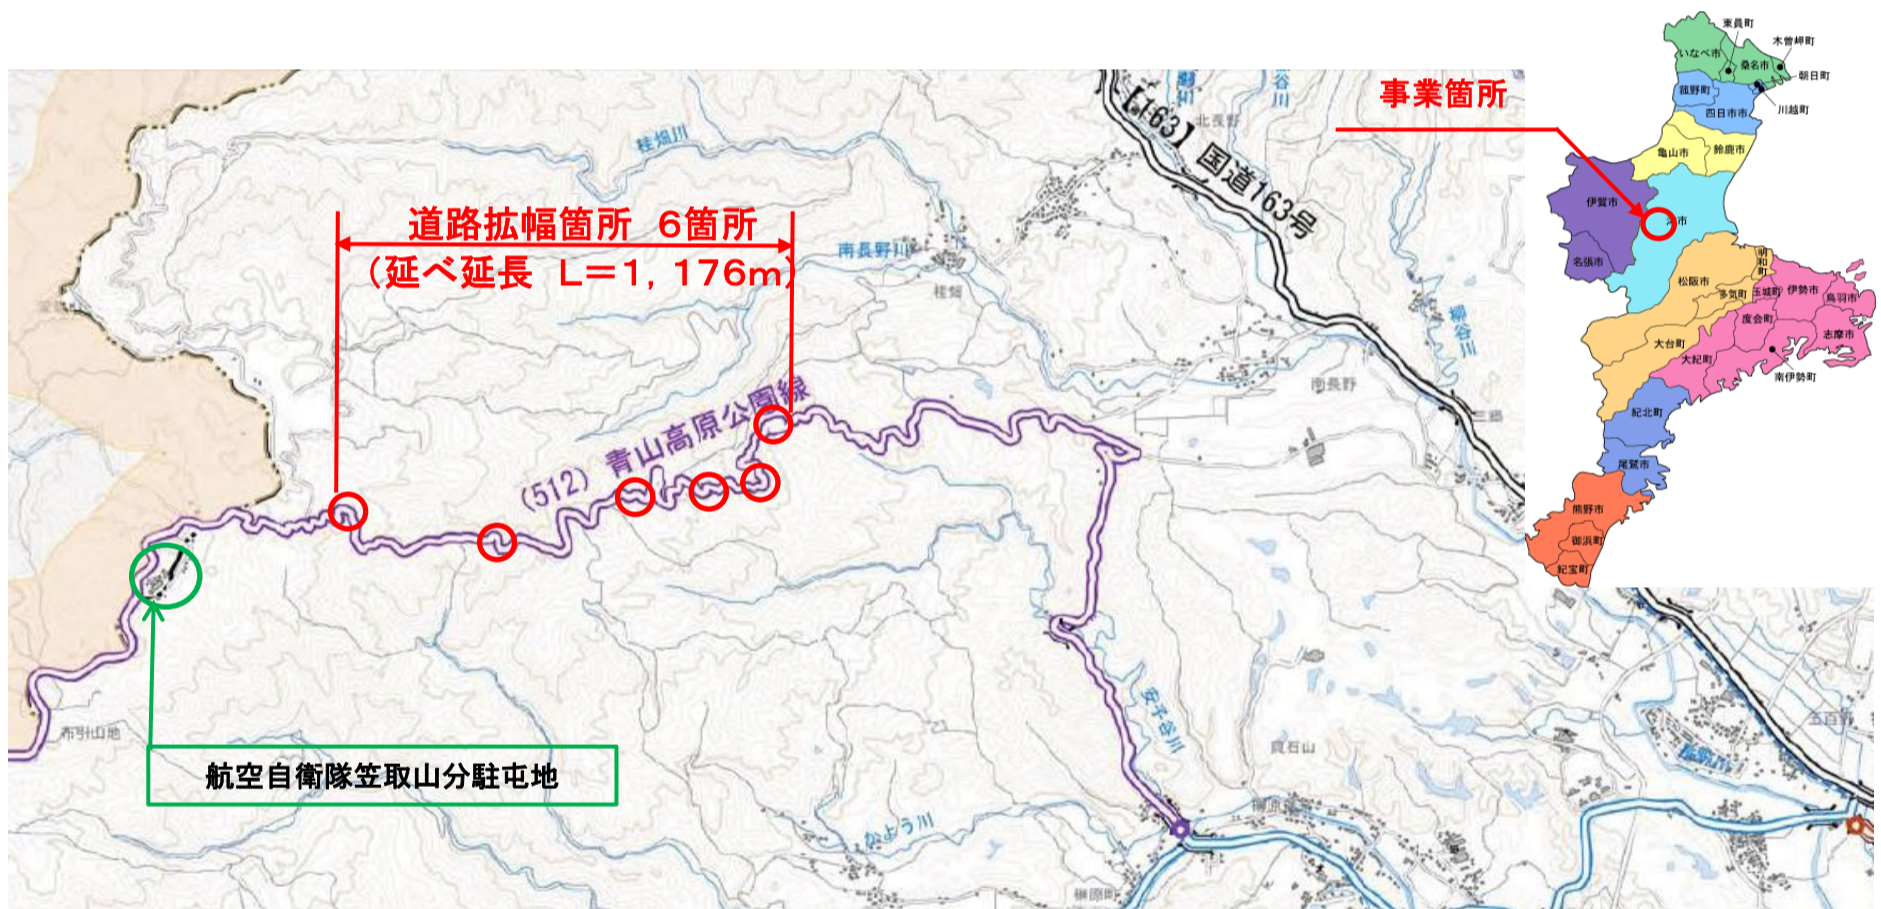 事業箇所
道路拡幅箇所 6箇所
(延べ延長 L=1,176m)
(512) 青山高原公園線
航空自衛隊笠取山分駐屯地
【163】国道163号
桂畑川
南長野川
桂畑
北長野
南長野
柳谷川
安子谷川
かよう川
布引山地
貝石山
榊原町
五百野
東員町
木曽岬町
いなべ市
桑名市
朝日町
菰野町
川越町
四日市市
亀山市
鈴鹿市
伊賀市
市
名張市
松阪市
明和町
多気町
玉城町
伊勢市
鳥羽市
度会町
志摩市
大台町
大紀町
南伊勢町
紀北町
尾鷲市
熊野市
御浜町
紀宝町